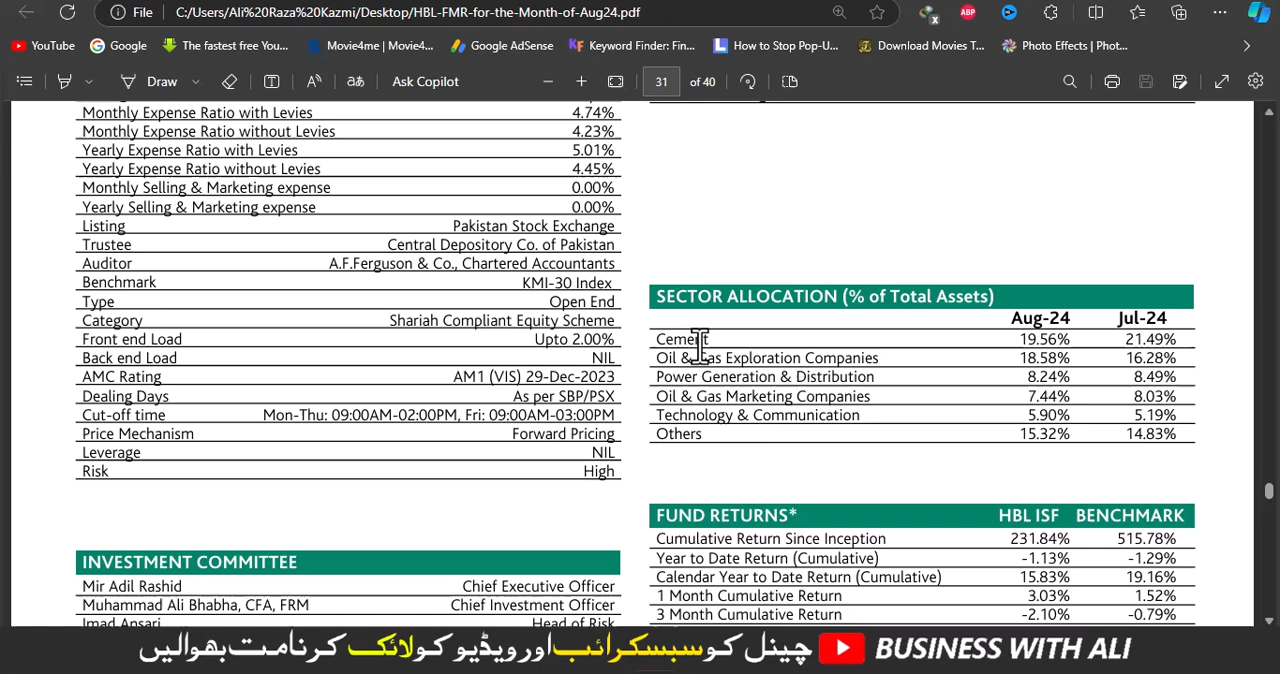 File C:/Users/Ali%20Raza%20Kazmi/Desktop/HBL-FMR-for-the-Month-of-Aug24.pdf
YouTube Google The fastest free You... Movie4me | Movie4... Google AdSense Keyword Finder: Fin... How to Stop Pop-U... Download Movies T... Photo Effects | Phot...
Draw Ask Copilot 31 of 40
Monthly Expense Ratio with Levies 4.74%
Monthly Expense Ratio without Levies 4.23%
Yearly Expense Ratio with Levies 5.01%
Yearly Expense Ratio without Levies 4.45%
Monthly Selling & Marketing expense 0.00%
Yearly Selling & Marketing expense 0.00%
Listing Pakistan Stock Exchange
Trustee Central Depository Co. of Pakistan
Auditor A.F.Ferguson & Co., Chartered Accountants
Benchmark KMI-30 Index
Type Open End
Category Shariah Compliant Equity Scheme
Front end Load Upto 2.00%
Back end Load NIL
AMC Rating AM1 (VIS) 29-Dec-2023
Dealing Days As per SBP/PSX
Cut-off time Mon-Thu: 09:00AM-02:00PM, Fri: 09:00AM-03:00PM
Price Mechanism Forward Pricing
Leverage NIL
Risk High
INVESTMENT COMMITTEE
Mir Adil Rashid Chief Executive Officer
Muhammad Ali Bhabha, CFA, FRM Chief Investment Officer
Imad Ansari Head of Risk
SECTOR ALLOCATION (% of Total Assets)
Aug-24 Jul-24
Cement 19.56% 21.49%
Oil & Gas Exploration Companies 18.58% 16.28%
Power Generation & Distribution 8.24% 8.49%
Oil & Gas Marketing Companies 7.44% 8.03%
Technology & Communication 5.90% 5.19%
Others 15.32% 14.83%
FUND RETURNS* HBL ISF BENCHMARK
Cumulative Return Since Inception 231.84% 515.78%
Year to Date Return (Cumulative) -1.13% -1.29%
Calendar Year to Date Return (Cumulative) 15.83% 19.16%
1 Month Cumulative Return 3.03% 1.52%
3 Month Cumulative Return -2.10% -0.79%
چینل کو سبسکرائب اور ویڈیو کو لائک کرنا مت بھولیں BUSINESS WITH ALI